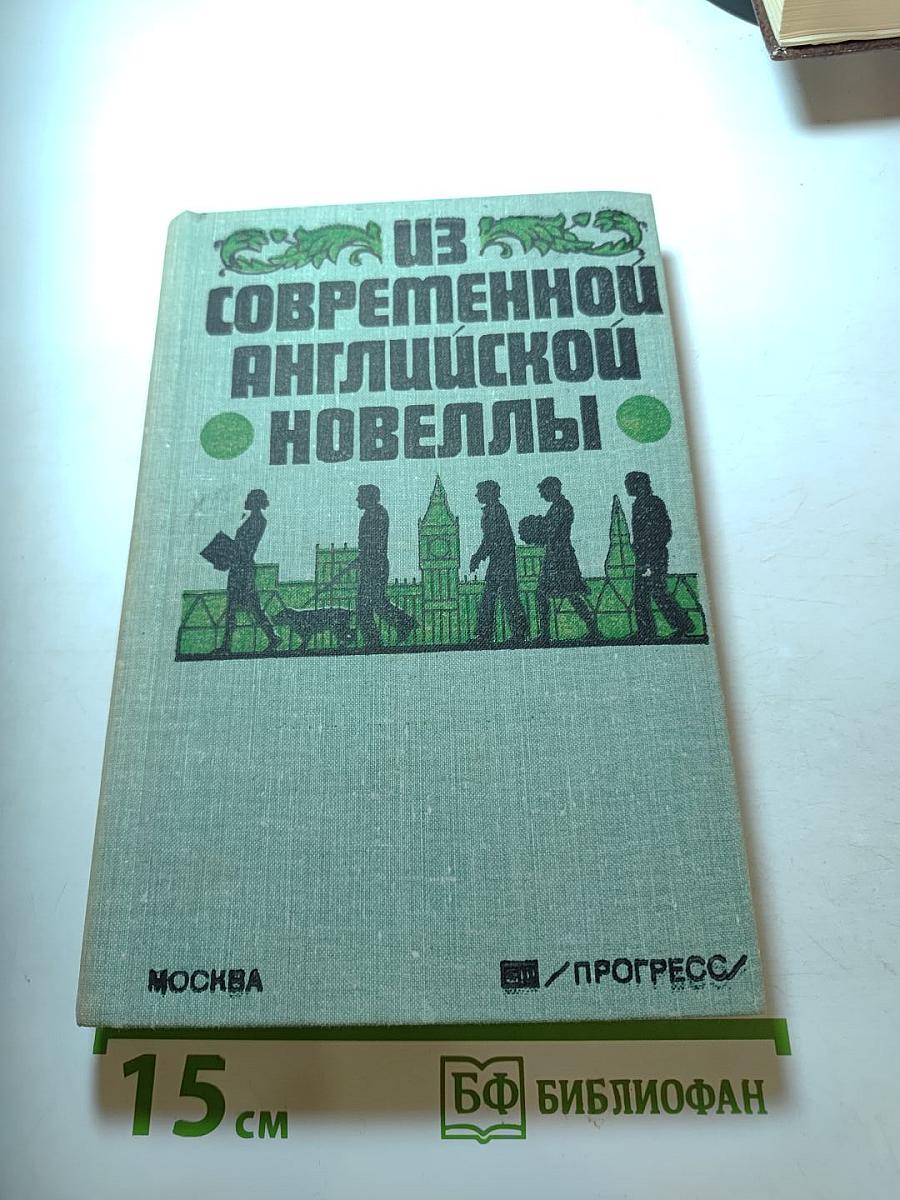 ИЗ
СОВРЕМЕННОЙ
АНГЛИЙСКОЙ
НОВЕЛЛЫ
МОСКВА
/ПРОГРЕСС/
15 см
БФ БИБЛИОФАН